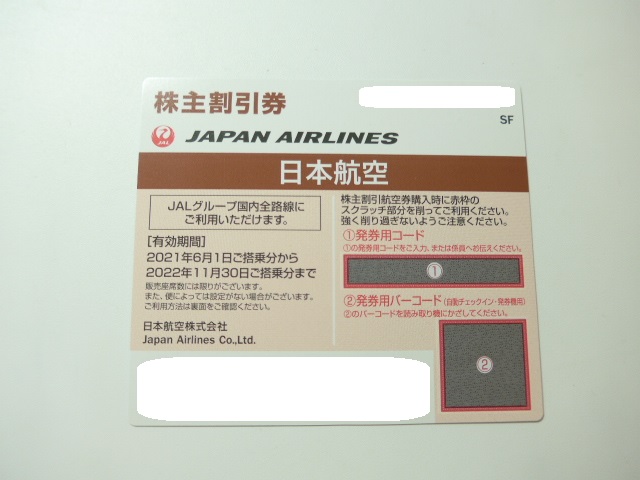 株主割引券
SF
JAL
JAPAN AIRLINES
日本航空
JALグループ国内全路線に
ご利用いただけます。
[有効期間]
2021年6月1日ご搭乗分から
2022年11月30日ご搭乗分まで
販売座席数には限りがございます。
また、便によっては設定がない場合がございます。
ご利用方法は裏面をご確認ください。
日本航空株式会社
Japan Airlines Co.,Ltd.
株主割引航空券購入時に赤枠の
スクラッチ部分を削ってご利用ください。
強く削り過ぎないようご注意ください。
①発券用コード
①の発券用コードをご入力、または係員へお伝えください。
①
②発券用バーコード(自動チェックイン・発券機用)
②のバーコードを読み取り機にかざしてください。
②